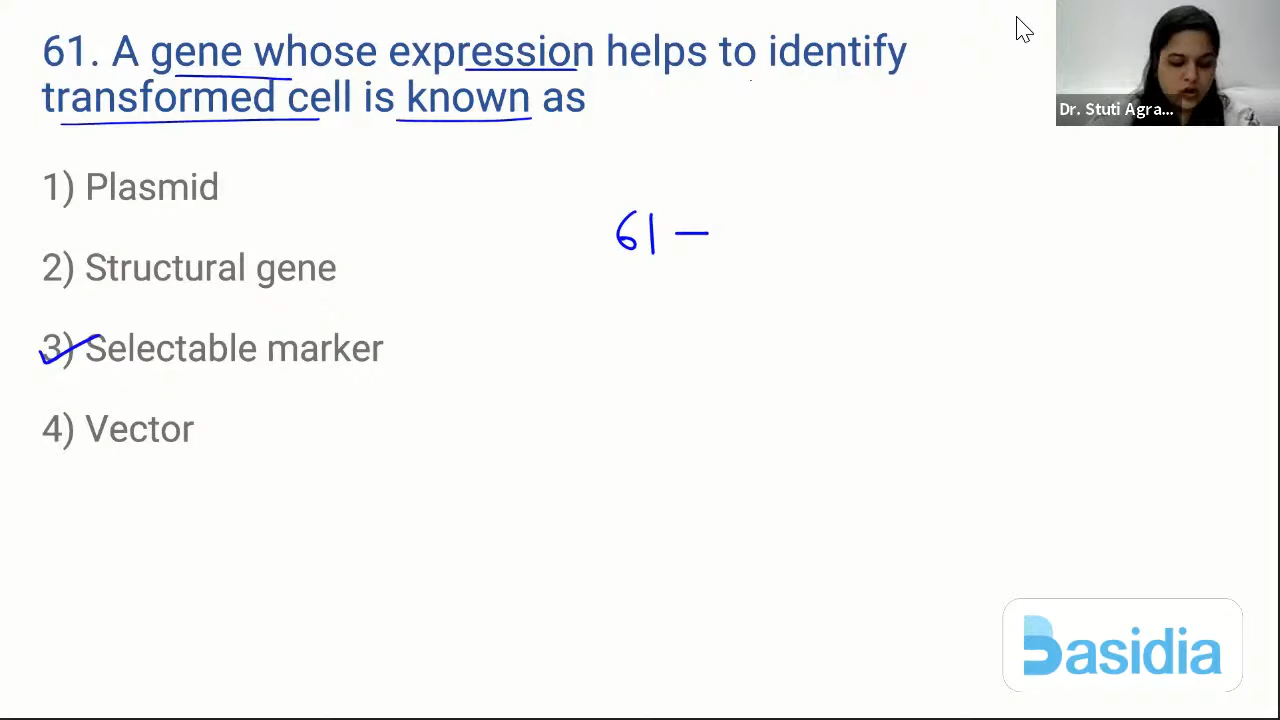 61. A gene whose expression helps to identify
transformed cell is known as
Dr. Stuti Agra...
1) Plasmid
61 —
2) Structural gene
3) Selectable marker
4) Vector
Basidia